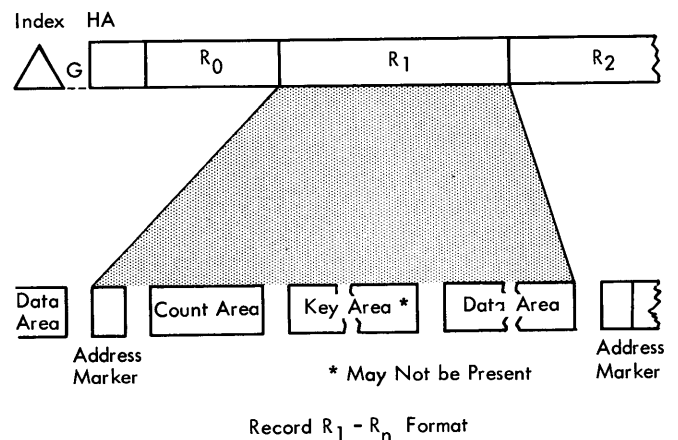 Index HA
G R0 R1 R2
Data Area
Count Area Key Area * Data Area
Address Marker
Address Marker
* May Not be Present
Record R1 - Rn Format